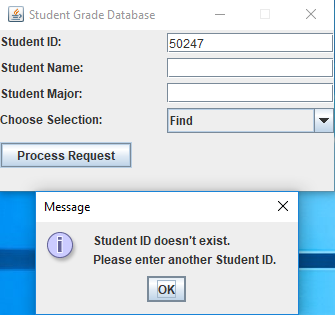 Student Grade Database
Student ID: 50247
Student Name:
Student Major:
Choose Selection: Find
Process Request
Message
Student ID doesn't exist.
Please enter another Student ID.
OK